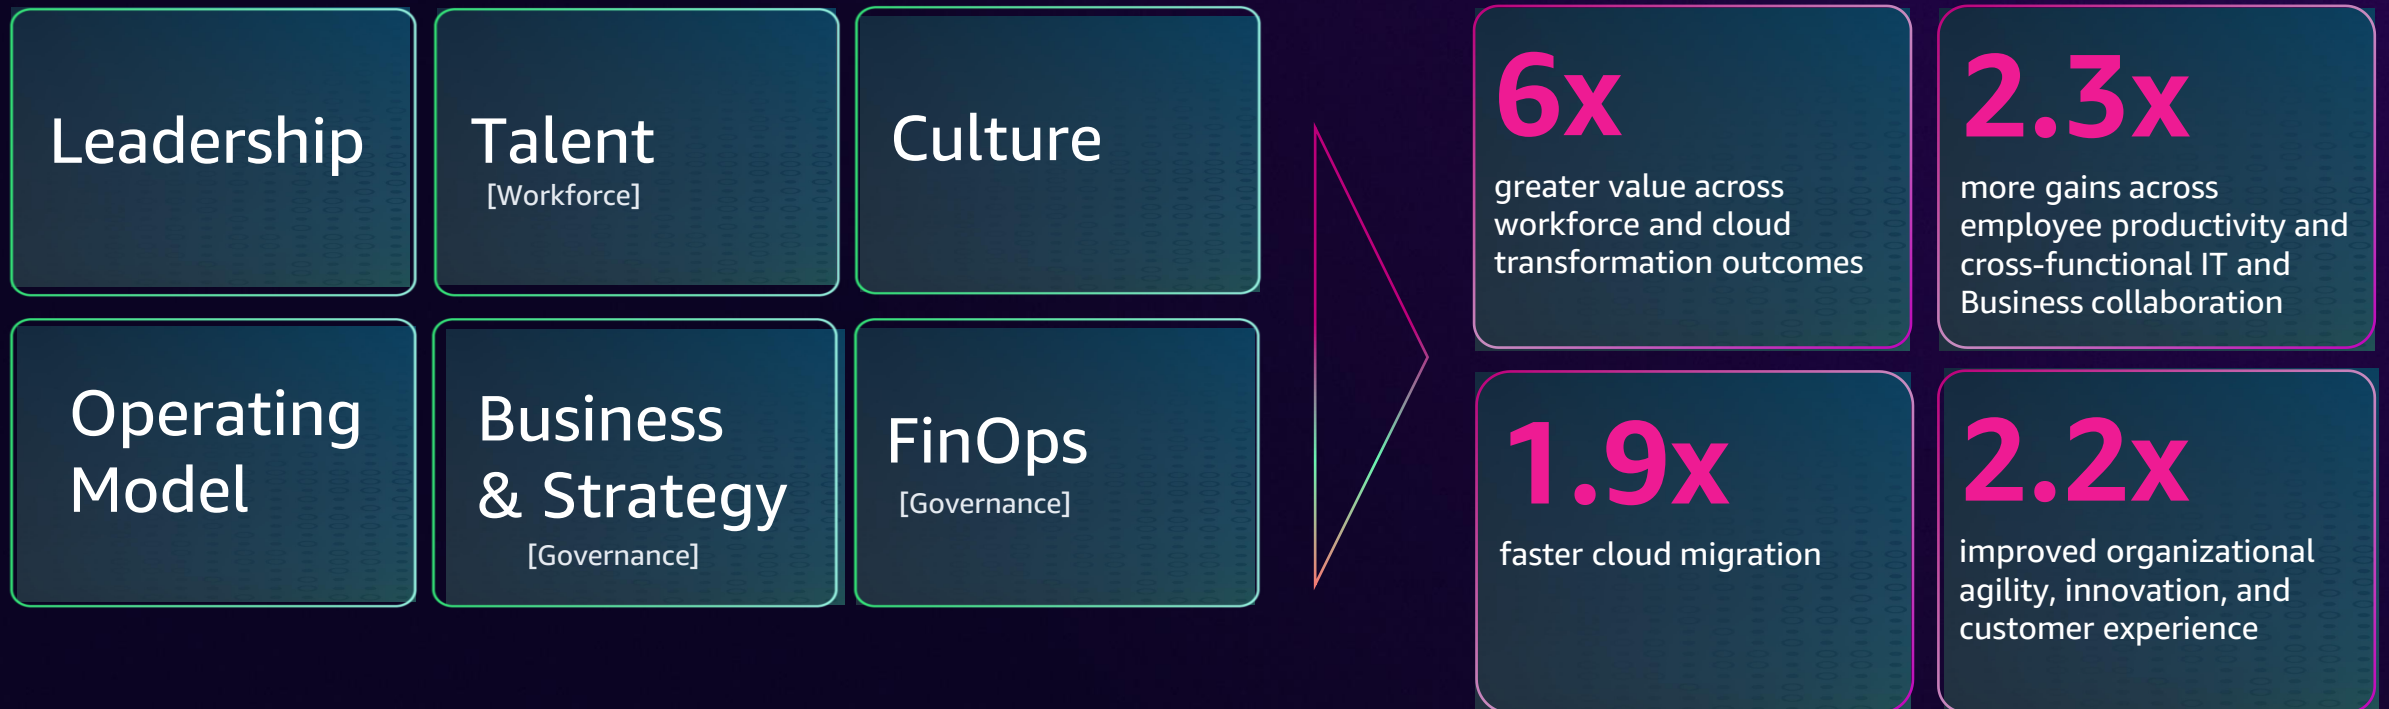 Leadership
Talent
[Workforce]
Culture
Operating
Model
Business
& Strategy
[Governance]
FinOps
[Governance]
6x
greater value across
workforce and cloud
transformation outcomes
2.3x
more gains across
employee productivity and
cross-functional IT and
Business collaboration
1.9x
faster cloud migration
2.2x
improved organizational
agility, innovation, and
customer experience